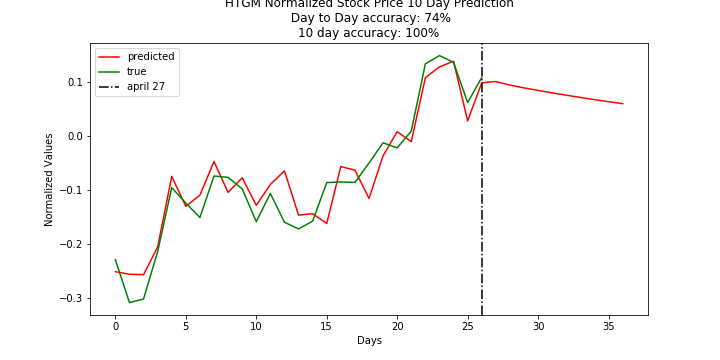 HTGM Normalized Stock Price 10 Day Prediction
Day to Day accuracy: 74%
10 day accuracy: 100%
predicted
true
april 27
Normalized Values
0.1
0.0
−0.1
−0.2
−0.3
0 5 10 15 20 25 30 35
Days